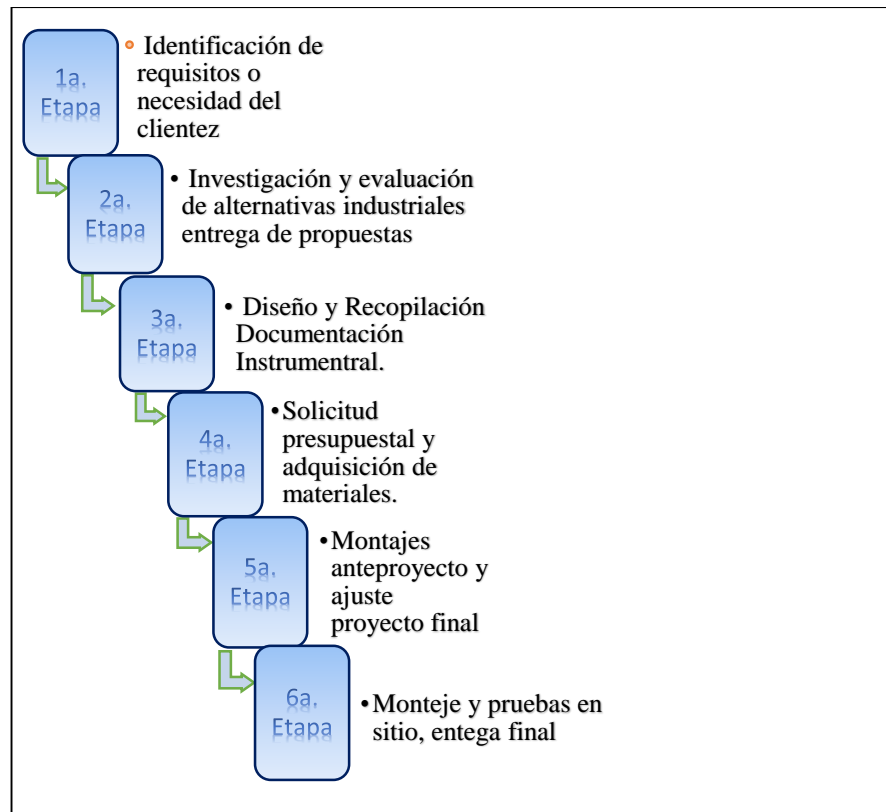 1a.
Etapa
• Identificación de
requisitos o
necesidad del
clientez
2a.
Etapa
• Investigación y evaluación
de alternativas industriales
entrega de propuestas
3a.
Etapa
• Diseño y Recopilación
Documentación
Instrumentral.
4a.
Etapa
• Solicitud
presupuestal y
adquisición de
materiales.
5a.
Etapa
• Montajes
anteproyecto y
ajuste
proyecto final
6a.
Etapa
• Monteje y pruebas en
sitio, entega final